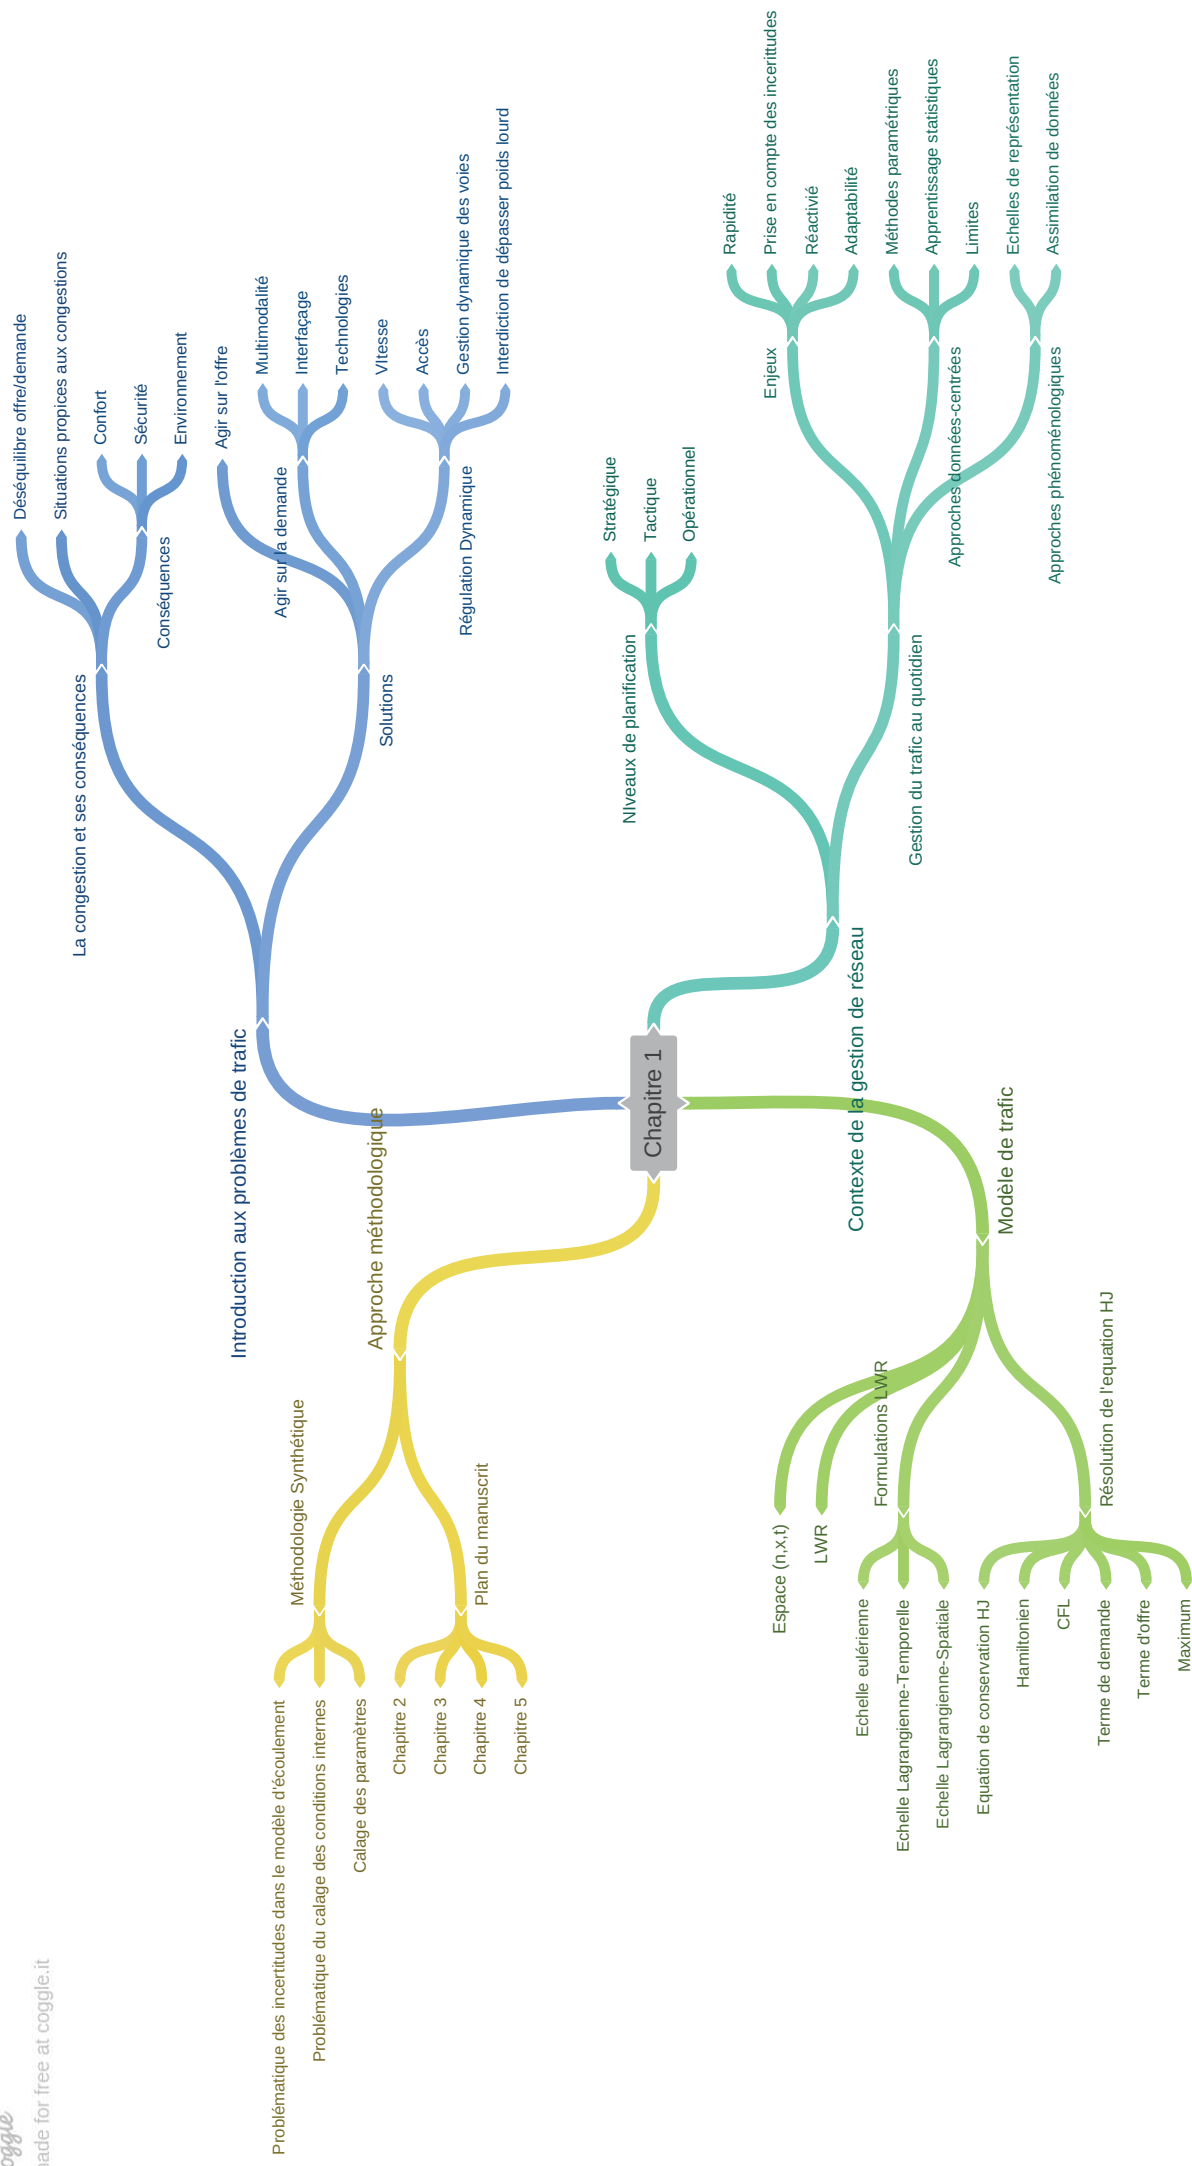 Chapitre 1
Introduction aux problèmes de trafic
La congestion et ses conséquences
Déséquilibre offre/demande
Situations propices aux congestions
Conséquences
Confort
Sécurité
Environnement
Solutions
Agir sur l'offre
Agir sur la demande
Multimodalité
Interfaçage
Technologies
Régulation Dynamique
VItesse
Accès
Gestion dynamique des voies
Interdiction de dépasser poids lourd
Contexte de la gestion de réseau
NIveaux de planification
Stratégique
Tactique
Opérationnel
Gestion du trafic au quotidien
Enjeux
Rapidité
Prise en compte des incerittudes
Réactivié
Adaptabilité
Approches données-centrées
Méthodes paramétriques
Apprentissage statistiques
Limites
Approches phénoménologiques
Echelles de représentation
Assimilation de données
Approche méthodologique
Méthodologie Synthétique
Problématique des incertitudes dans le modèle d'écoulement
Problématique du calage des conditions internes
Calage des paramètres
Plan du manuscrit
Chapitre 2
Chapitre 3
Chapitre 4
Chapitre 5
Modèle de trafic
Espace (n,x,t)
LWR
Formulations LWR
Echelle eulérienne
Echelle Lagrangienne-Temporelle
Echelle Lagrangienne-Spatiale
Résolution de l'equation HJ
Equation de conservation HJ
Hamiltonien
CFL
Terme de demande
Terme d'offre
Maximum
oggle
ade for free at coggle.it